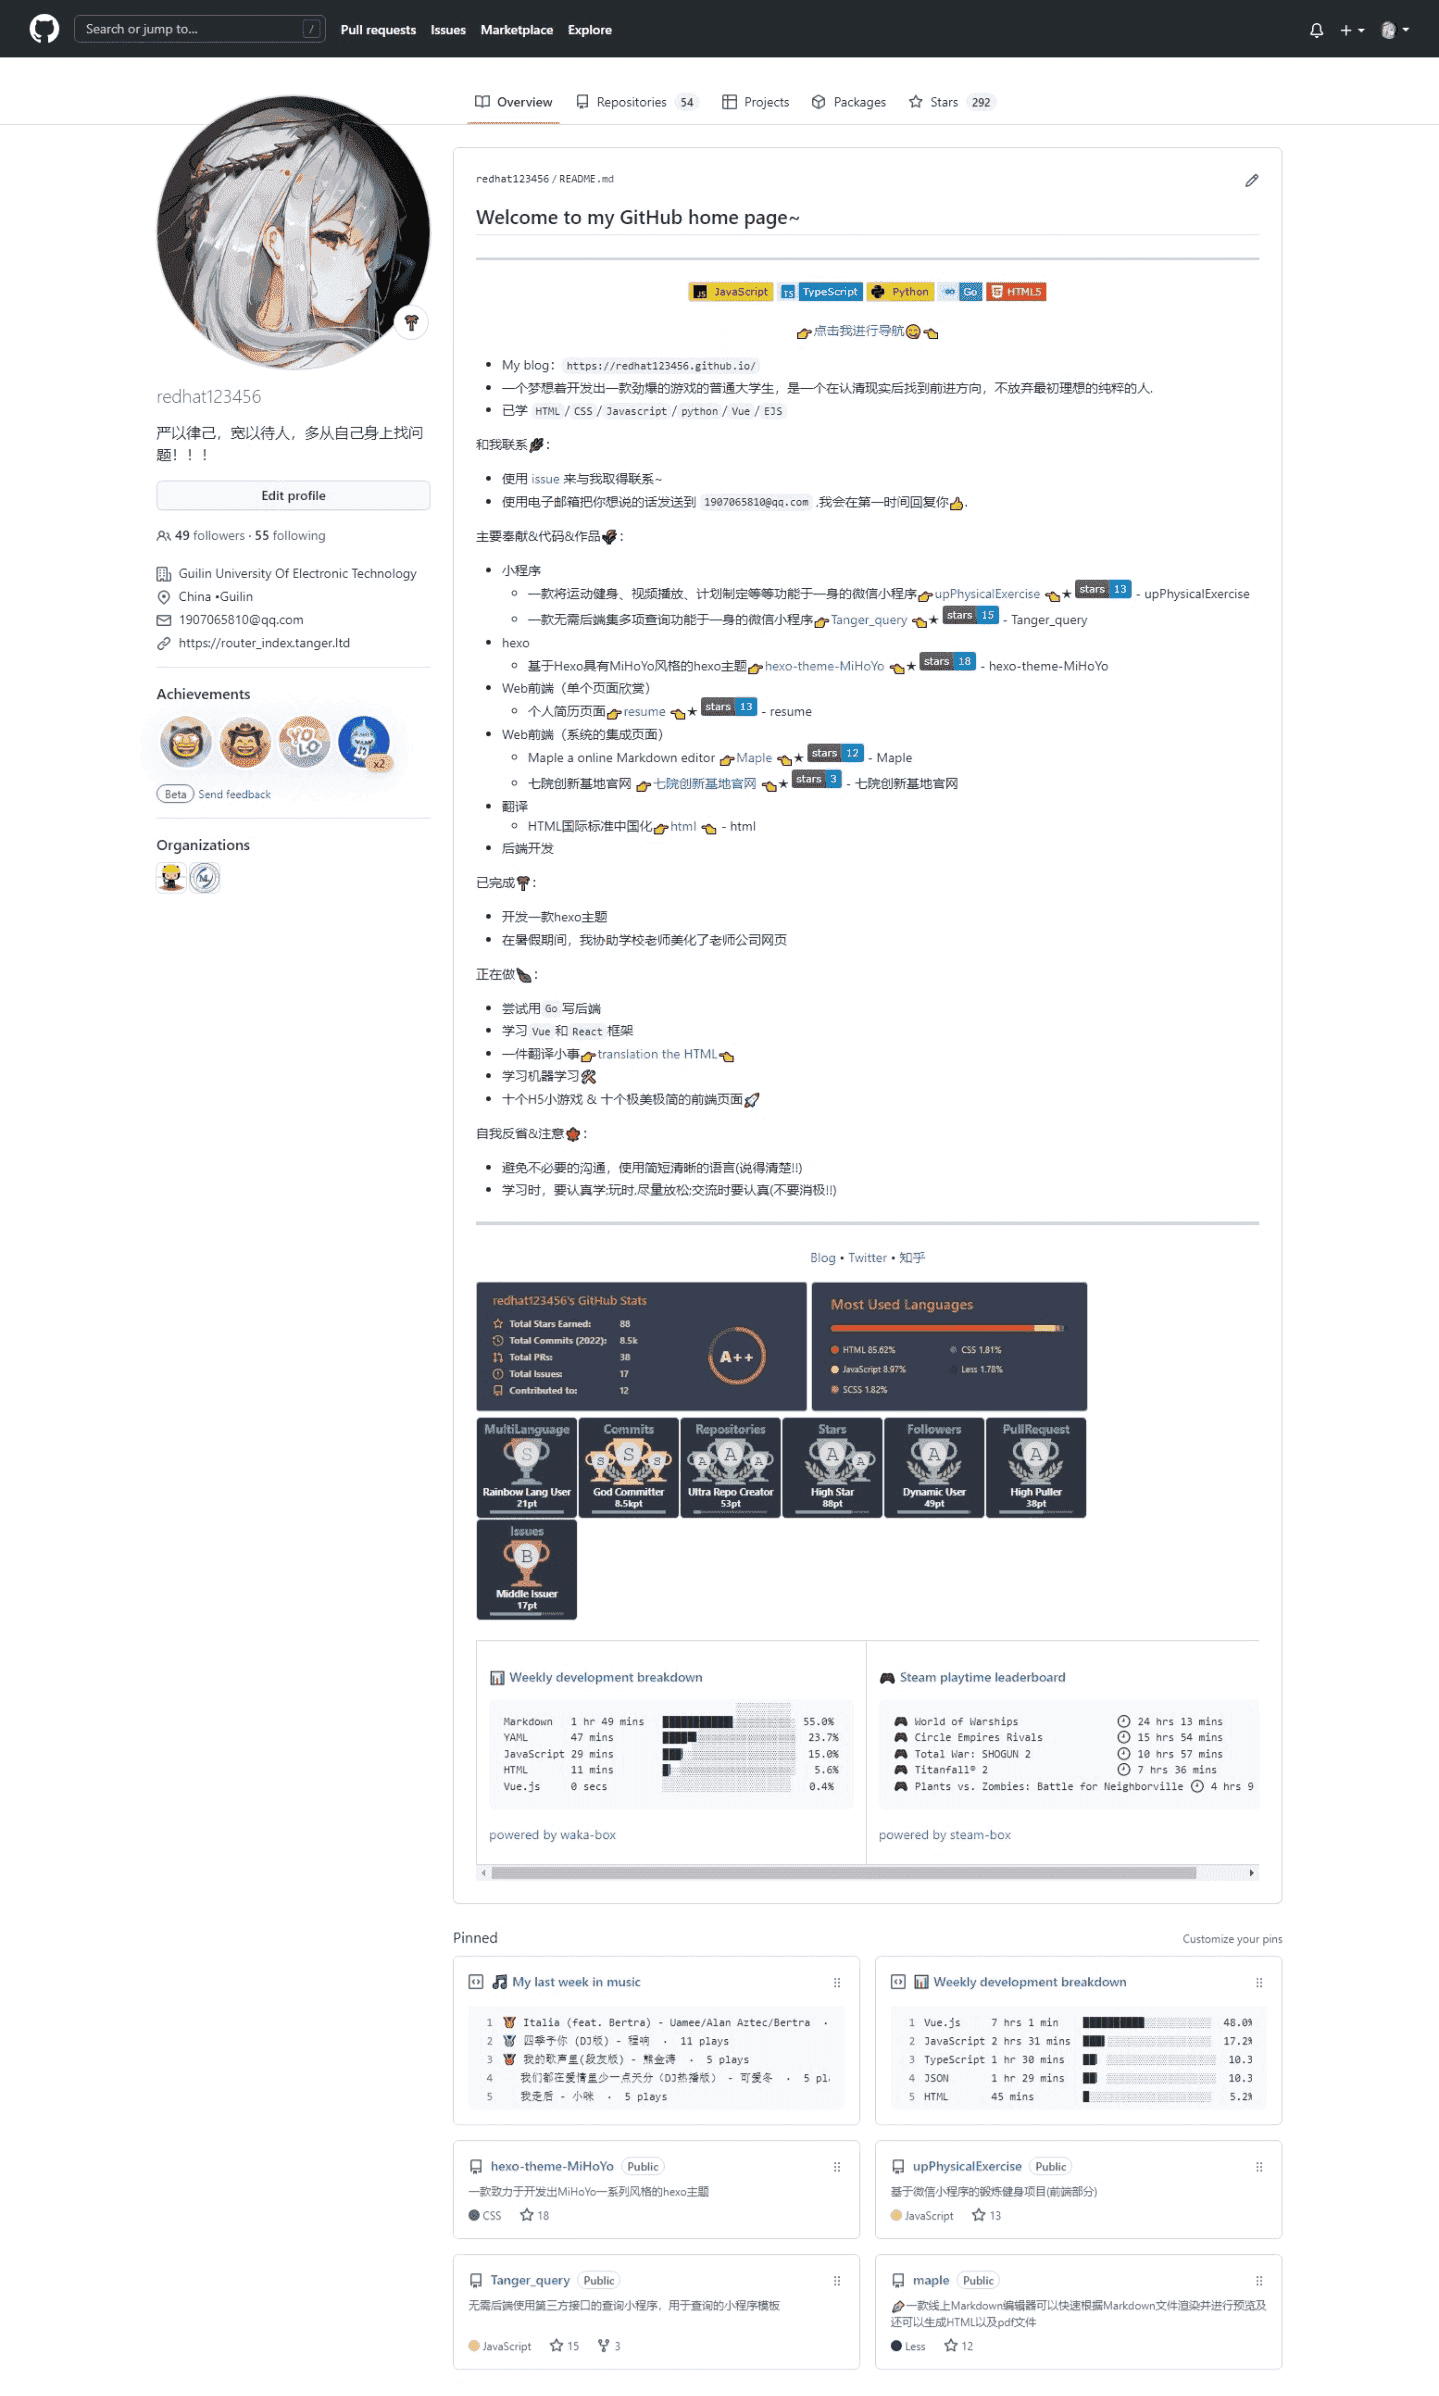 Search or jump to...
/
Pull requests
Issues
Marketplace
Explore
Overview
Repositories 54
Projects
Packages
Stars 292
redhat123456
严以律己，宽以待人，多从自己身上找问
题！！！
Edit profile
49 followers · 55 following
Guilin University Of Electronic Technology
China •Guilin
1907065810@qq.com
https://router_index.tanger.ltd
Achievements
YOLO
x2
Beta Send feedback
Organizations
redhat123456 / README.md
Welcome to my GitHub home page~
JS JavaScript TS TypeScript Python Go HTML5
👉点击我进行导航😋👈
My blog：https://redhat123456.github.io/
一个梦想着开发出一款劲爆的游戏的普通大学生，是一个在认清现实后找到前进方向，不放弃最初理想的纯粹的人.
已学 HTML / CSS / Javascript / python / Vue / EJS
和我联系：
使用 issue 来与我取得联系~
使用电子邮箱把你想说的话发送到 1907065810@qq.com ,我会在第一时间回复你👍.
主要奉献&代码&作品：
小程序
一款将运动健身、视频播放、计划制定等等功能于一身的微信小程序👉upPhysicalExercise 👈★ stars 13 - upPhysicalExercise
一款无需后端集多项查询功能于一身的微信小程序👉Tanger_query 👈★ stars 15 - Tanger_query
hexo
基于Hexo具有MiHoYo风格的hexo主题👉hexo-theme-MiHoYo 👈★ stars 18 - hexo-theme-MiHoYo
Web前端（单个页面欣赏）
个人简历页面👉resume 👈★ stars 13 - resume
Web前端（系统的集成页面）
Maple a online Markdown editor 👉Maple 👈★ stars 12 - Maple
七院创新基地官网 👉七院创新基地官网 👈★ stars 3 - 七院创新基地官网
翻译
HTML国际标准中国化👉html 👈 - html
后端开发
已完成：
开发一款hexo主题
在暑假期间，我协助学校老师美化了老师公司网页
正在做：
尝试用 Go 写后端
学习 Vue 和 React 框架
一件翻译小事👉translation the HTML👈
学习机器学习🛠
十个H5小游戏 & 十个极美极简的前端页面🚀
自我反省&注意：
避免不必要的沟通，使用简短清晰的语言(说得清楚!!)
学习时，要认真学;玩时,尽量放松;交流时要认真(不要消极!!)
Blog • Twitter • 知乎
redhat123456's GitHub Stats
Total Stars Earned: 88
Total Commits (2022): 8.5k
Total PRs: 38
Total Issues: 17
Contributed to: 12
A++
Most Used Languages
HTML 85.62%
CSS 1.81%
JavaScript 8.97%
Less 1.78%
SCSS 1.82%
MultiLanguage
S
Rainbow Lang User
21pt
Commits
S S S
God Committer
8.5kpt
Repositories
A A A
Ultra Repo Creator
53pt
Stars
A A
High Star
88pt
Followers
A
Dynamic User
49pt
PullRequest
A
High Puller
38pt
Issues
B
Middle Issuer
17pt
📊 Weekly development breakdown
Markdown 1 hr 49 mins 55.0%
YAML 47 mins 23.7%
JavaScript 29 mins 15.0%
HTML 11 mins 5.6%
Vue.js 0 secs 0.4%
powered by waka-box
🎮 Steam playtime leaderboard
🎮 World of Warships 🕘 24 hrs 13 mins
🎮 Circle Empires Rivals 🕘 15 hrs 54 mins
🎮 Total War: SHOGUN 2 🕘 10 hrs 57 mins
🎮 Titanfall® 2 🕘 7 hrs 36 mins
🎮 Plants vs. Zombies: Battle for Neighborville 🕘 4 hrs 9
powered by steam-box
Pinned
Customize your pins
🎵 My last week in music
1 🥇 Italia (feat. Bertra) - Uamee/Alan Aztec/Bertra ·
2 🥈 四季予你 (DJ版) - 程响 · 11 plays
3 🥉 我的歌声里(段友版) - 熊金涛 · 5 plays
4 我们都在爱情里少一点天分（DJ热播版） - 可爱冬 · 5 pl
5 我走后 - 小咪 · 5 plays
📊 Weekly development breakdown
1 Vue.js 7 hrs 1 min 48.0%
2 JavaScript 2 hrs 31 mins 17.2%
3 TypeScript 1 hr 30 mins 10.3
4 JSON 1 hr 29 mins 10.3
5 HTML 45 mins 5.2%
hexo-theme-MiHoYo Public
一款致力于开发出MiHoYo一系列风格的hexo主题
CSS 18
upPhysicalExercise Public
基于微信小程序的锻炼健身项目(前端部分)
JavaScript 13
Tanger_query Public
无需后端使用第三方接口的查询小程序，用于查询的小程序模板
JavaScript 15 3
maple Public
一款线上Markdown编辑器可以快速根据Markdown文件渲染并进行预览及
还可以生成HTML以及pdf文件
Less 12